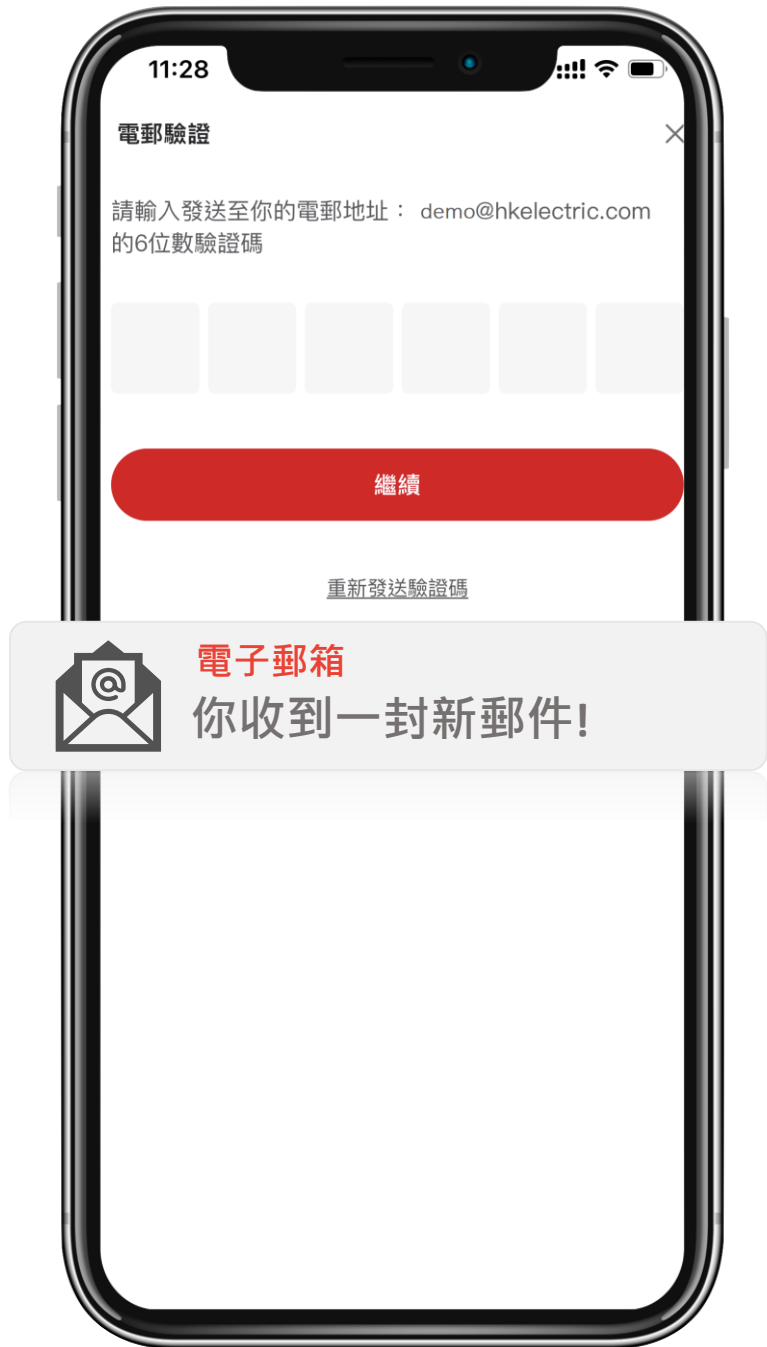 11:28
電郵驗證
請輸入發送至你的電郵地址： demo@hkelectric.com
的6位數驗證碼
繼續
重新發送驗證碼
電子郵箱
你收到一封新郵件!